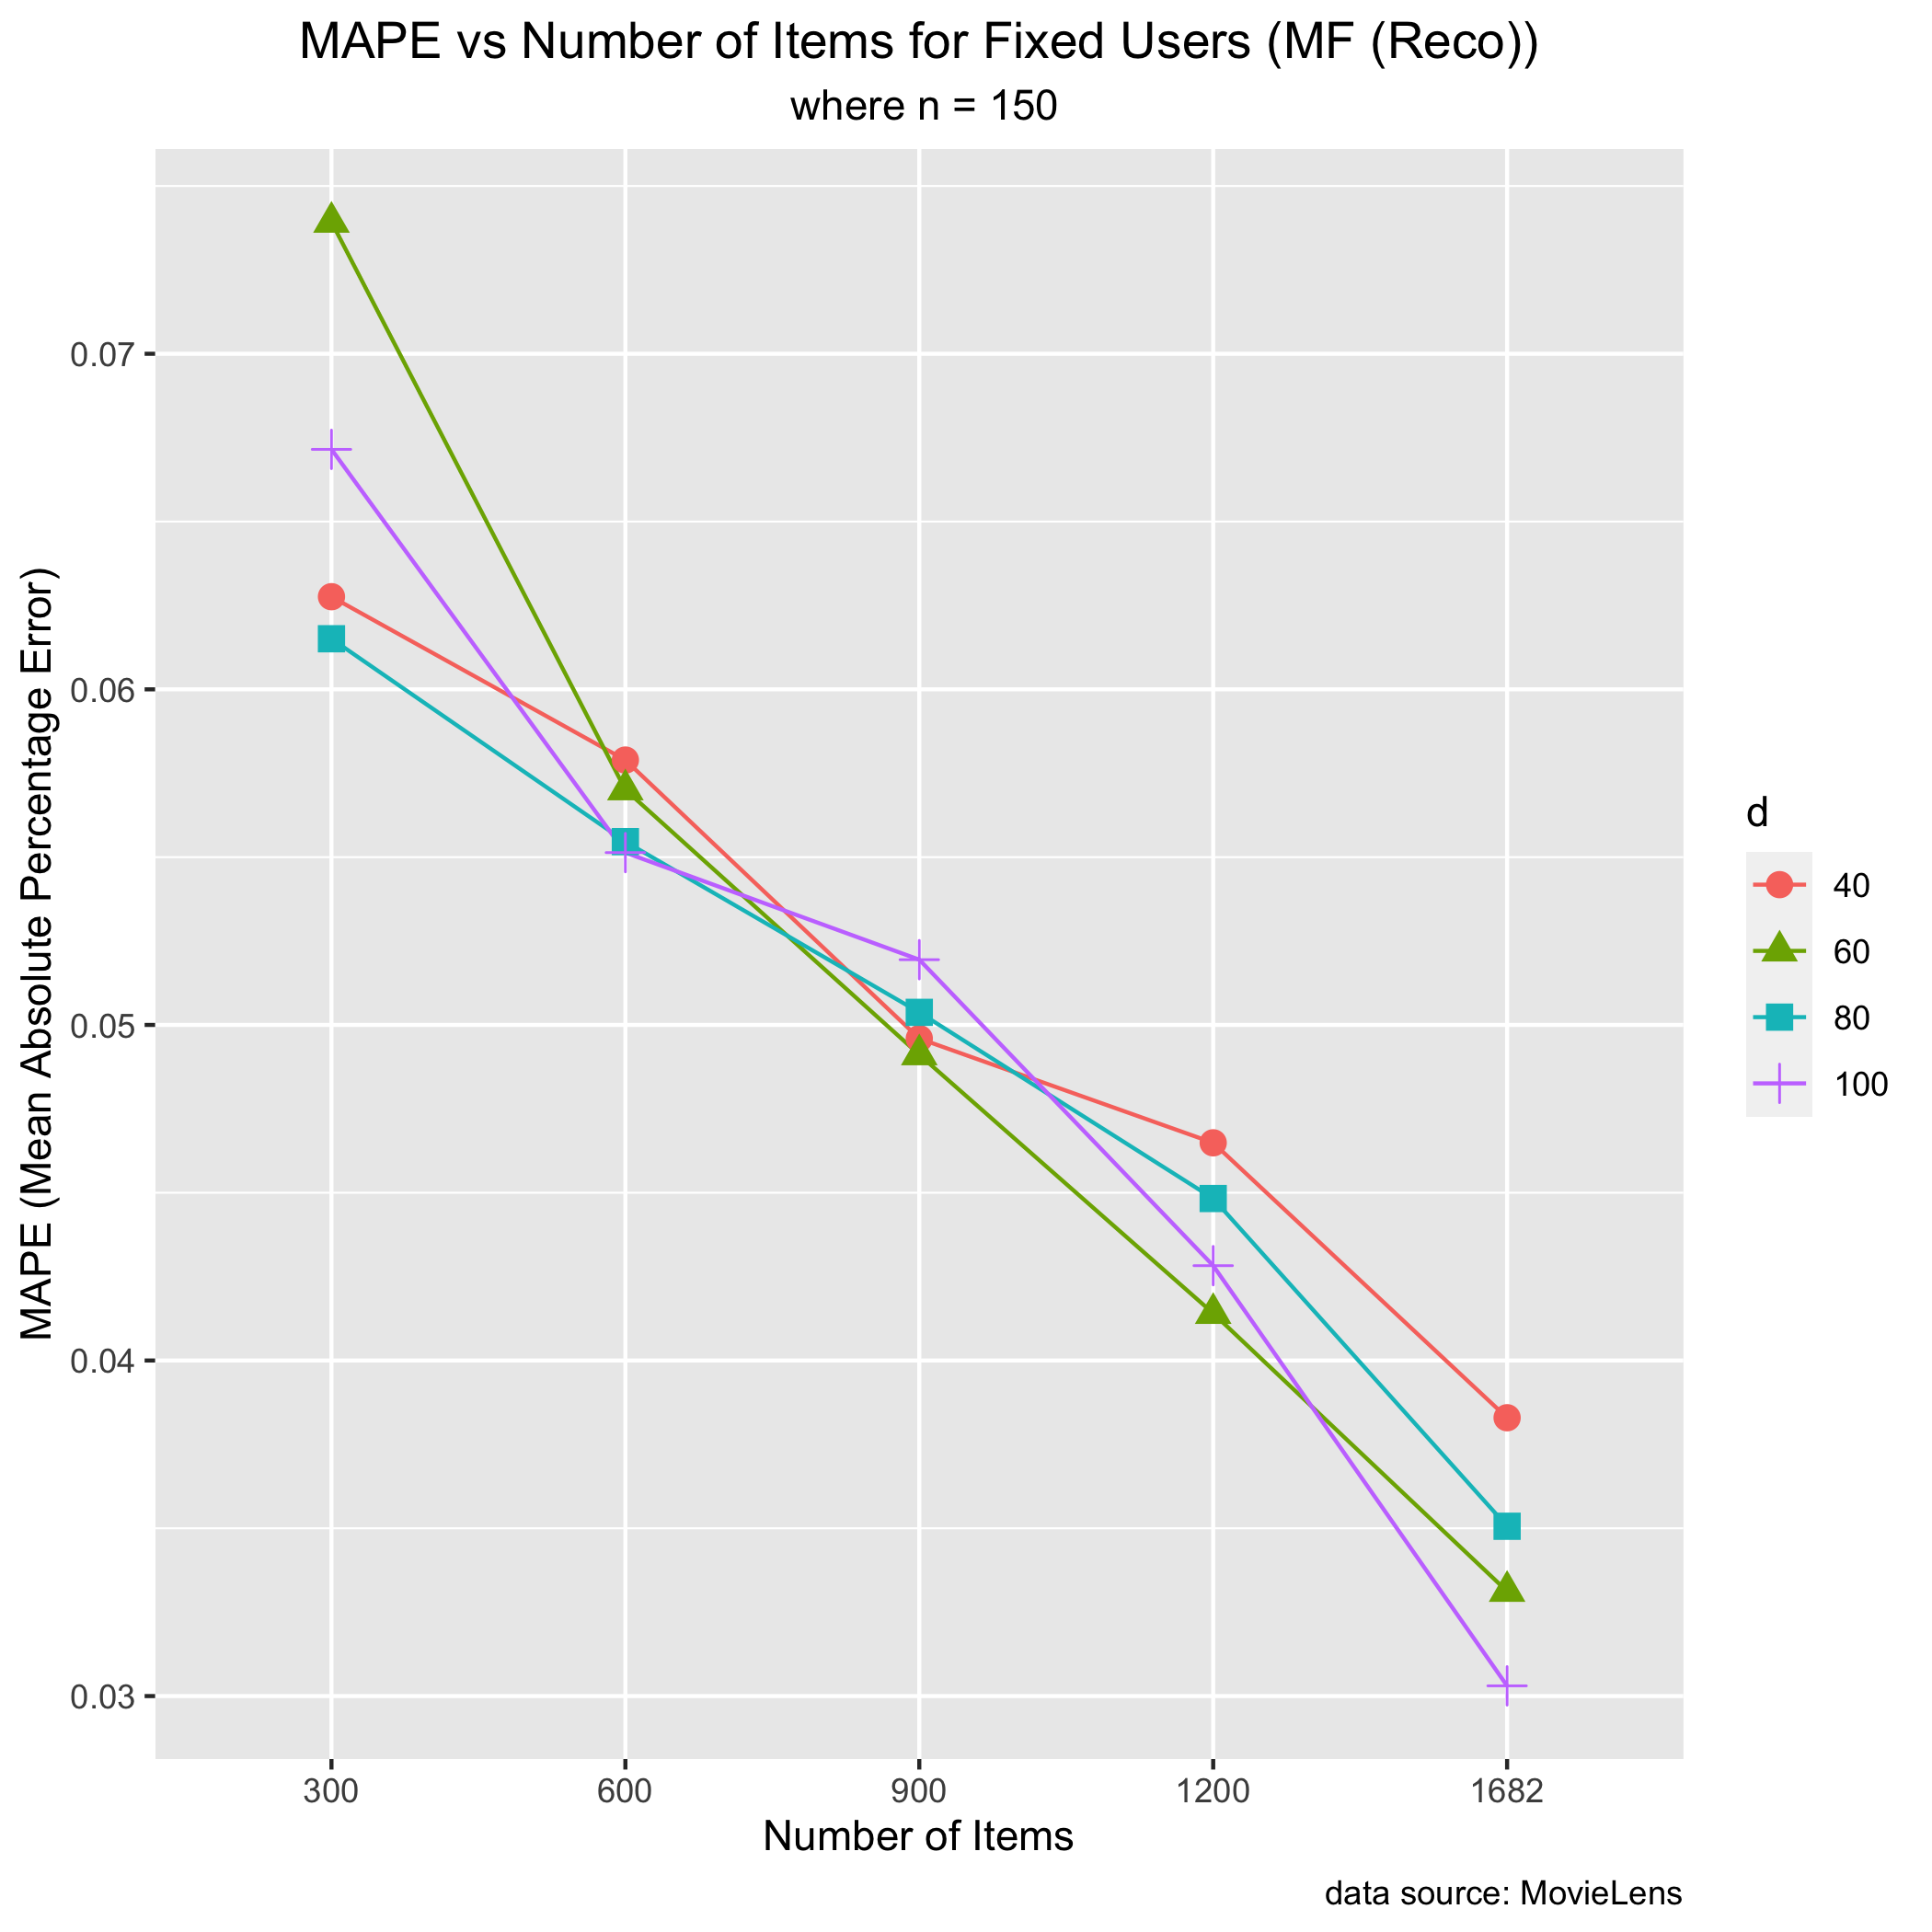 MAPE vs Number of Items for Fixed Users (MF (Reco))
where n = 150
MAPE (Mean Absolute Percentage Error)
0.07
0.06
0.05
0.04
0.03
300 600 900 1200 1682
Number of Items
d
40
60
80
100
data source: MovieLens